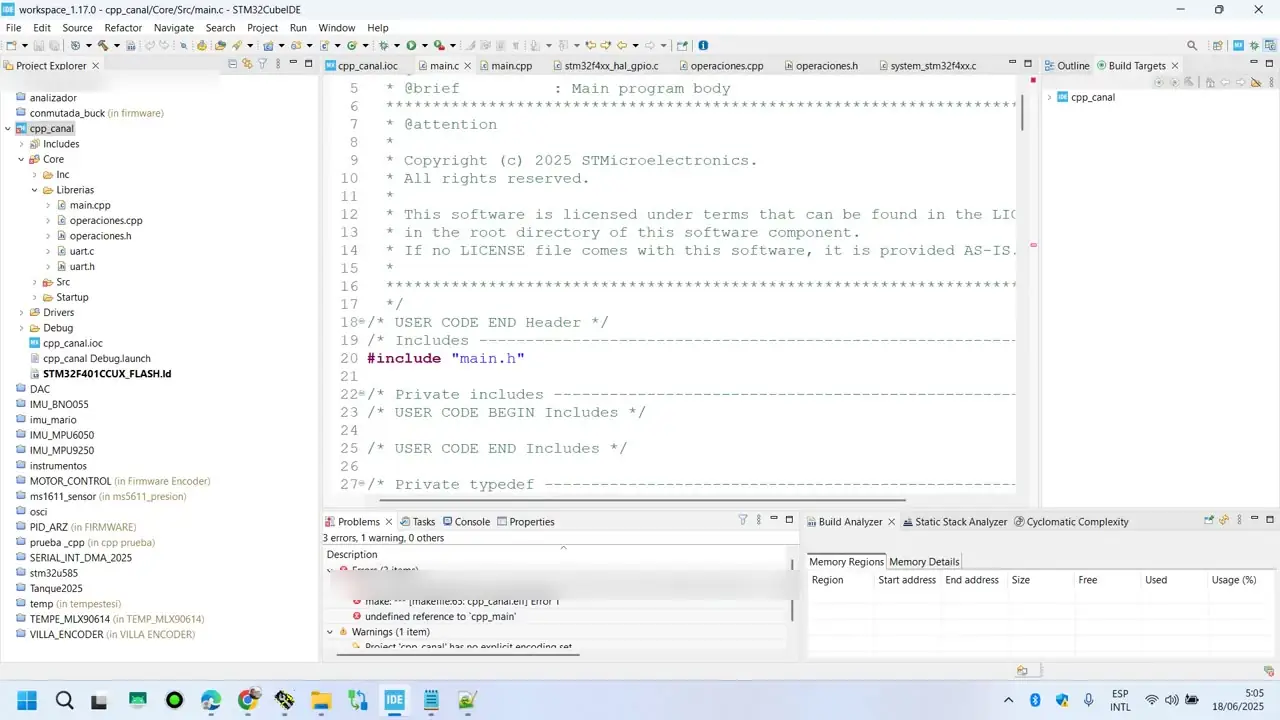 workspace_1.17.0 - cpp_canal/Core/Src/main.c - STM32CubeIDE
File Edit Source Refactor Navigate Search Project Run Window Help
Project Explorer
analizador
conmutada_buck (in firmware)
cpp_canal
Includes
Core
Inc
Librerias
main.cpp
operaciones.cpp
operaciones.h
uart.c
uart.h
Src
Startup
Drivers
Debug
cpp_canal.ioc
cpp_canal Debug.launch
STM32F401CCUX_FLASH.ld
DAC
IMU_BNO055
imu_mario
IMU_MPU6050
IMU_MPU9250
instrumentos
MOTOR_CONTROL (in Firmware Encoder)
ms1611_sensor (in ms5611_presion)
osci
PID_ARZ (in FIRMWARE)
prueba _cpp (in cpp prueba)
SERIAL_INT_DMA_2025
stm32u585
Tanque2025
temp (in tempestesi)
TEMPE_MLX90614 (in TEMP_MLX90614)
VILLA_ENCODER (in VILLA ENCODER)
cpp_canal.ioc main.c main.cpp stm32f4xx_hal_gpio.c operaciones.cpp operaciones.h system_stm32f4xx.c
5 * @brief : Main program body
6 ******************************************************************************
7 * @attention
8 *
9 * Copyright (c) 2025 STMicroelectronics.
10 * All rights reserved.
11 *
12 * This software is licensed under terms that can be found in the LIC
13 * in the root directory of this software component.
14 * If no LICENSE file comes with this software, it is provided AS-IS.
15 *
16 ******************************************************************************
17 */
18 /* USER CODE END Header */
19 /* Includes ----------------------------------------------------------
20 #include "main.h"
21
22 /* Private includes --------------------------------------------------
23 /* USER CODE BEGIN Includes */
24
25 /* USER CODE END Includes */
26
27 /* Private typedef ---------------------------------------------------
Outline Build Targets
cpp_canal
Problems Tasks Console Properties
3 errors, 1 warning, 0 others
Description
Errors (3 items)
make: *** [makefile:65: cpp_canal.elf] Error 1
undefined reference to `cpp_main'
Warnings (1 item)
Project 'cpp_canal' has no explicit encoding set
Build Analyzer Static Stack Analyzer Cyclomatic Complexity
Memory Regions Memory Details
Region Start address End address Size Free Used Usage (%)
IDE
ESP
INTL
5:05
18/06/2025